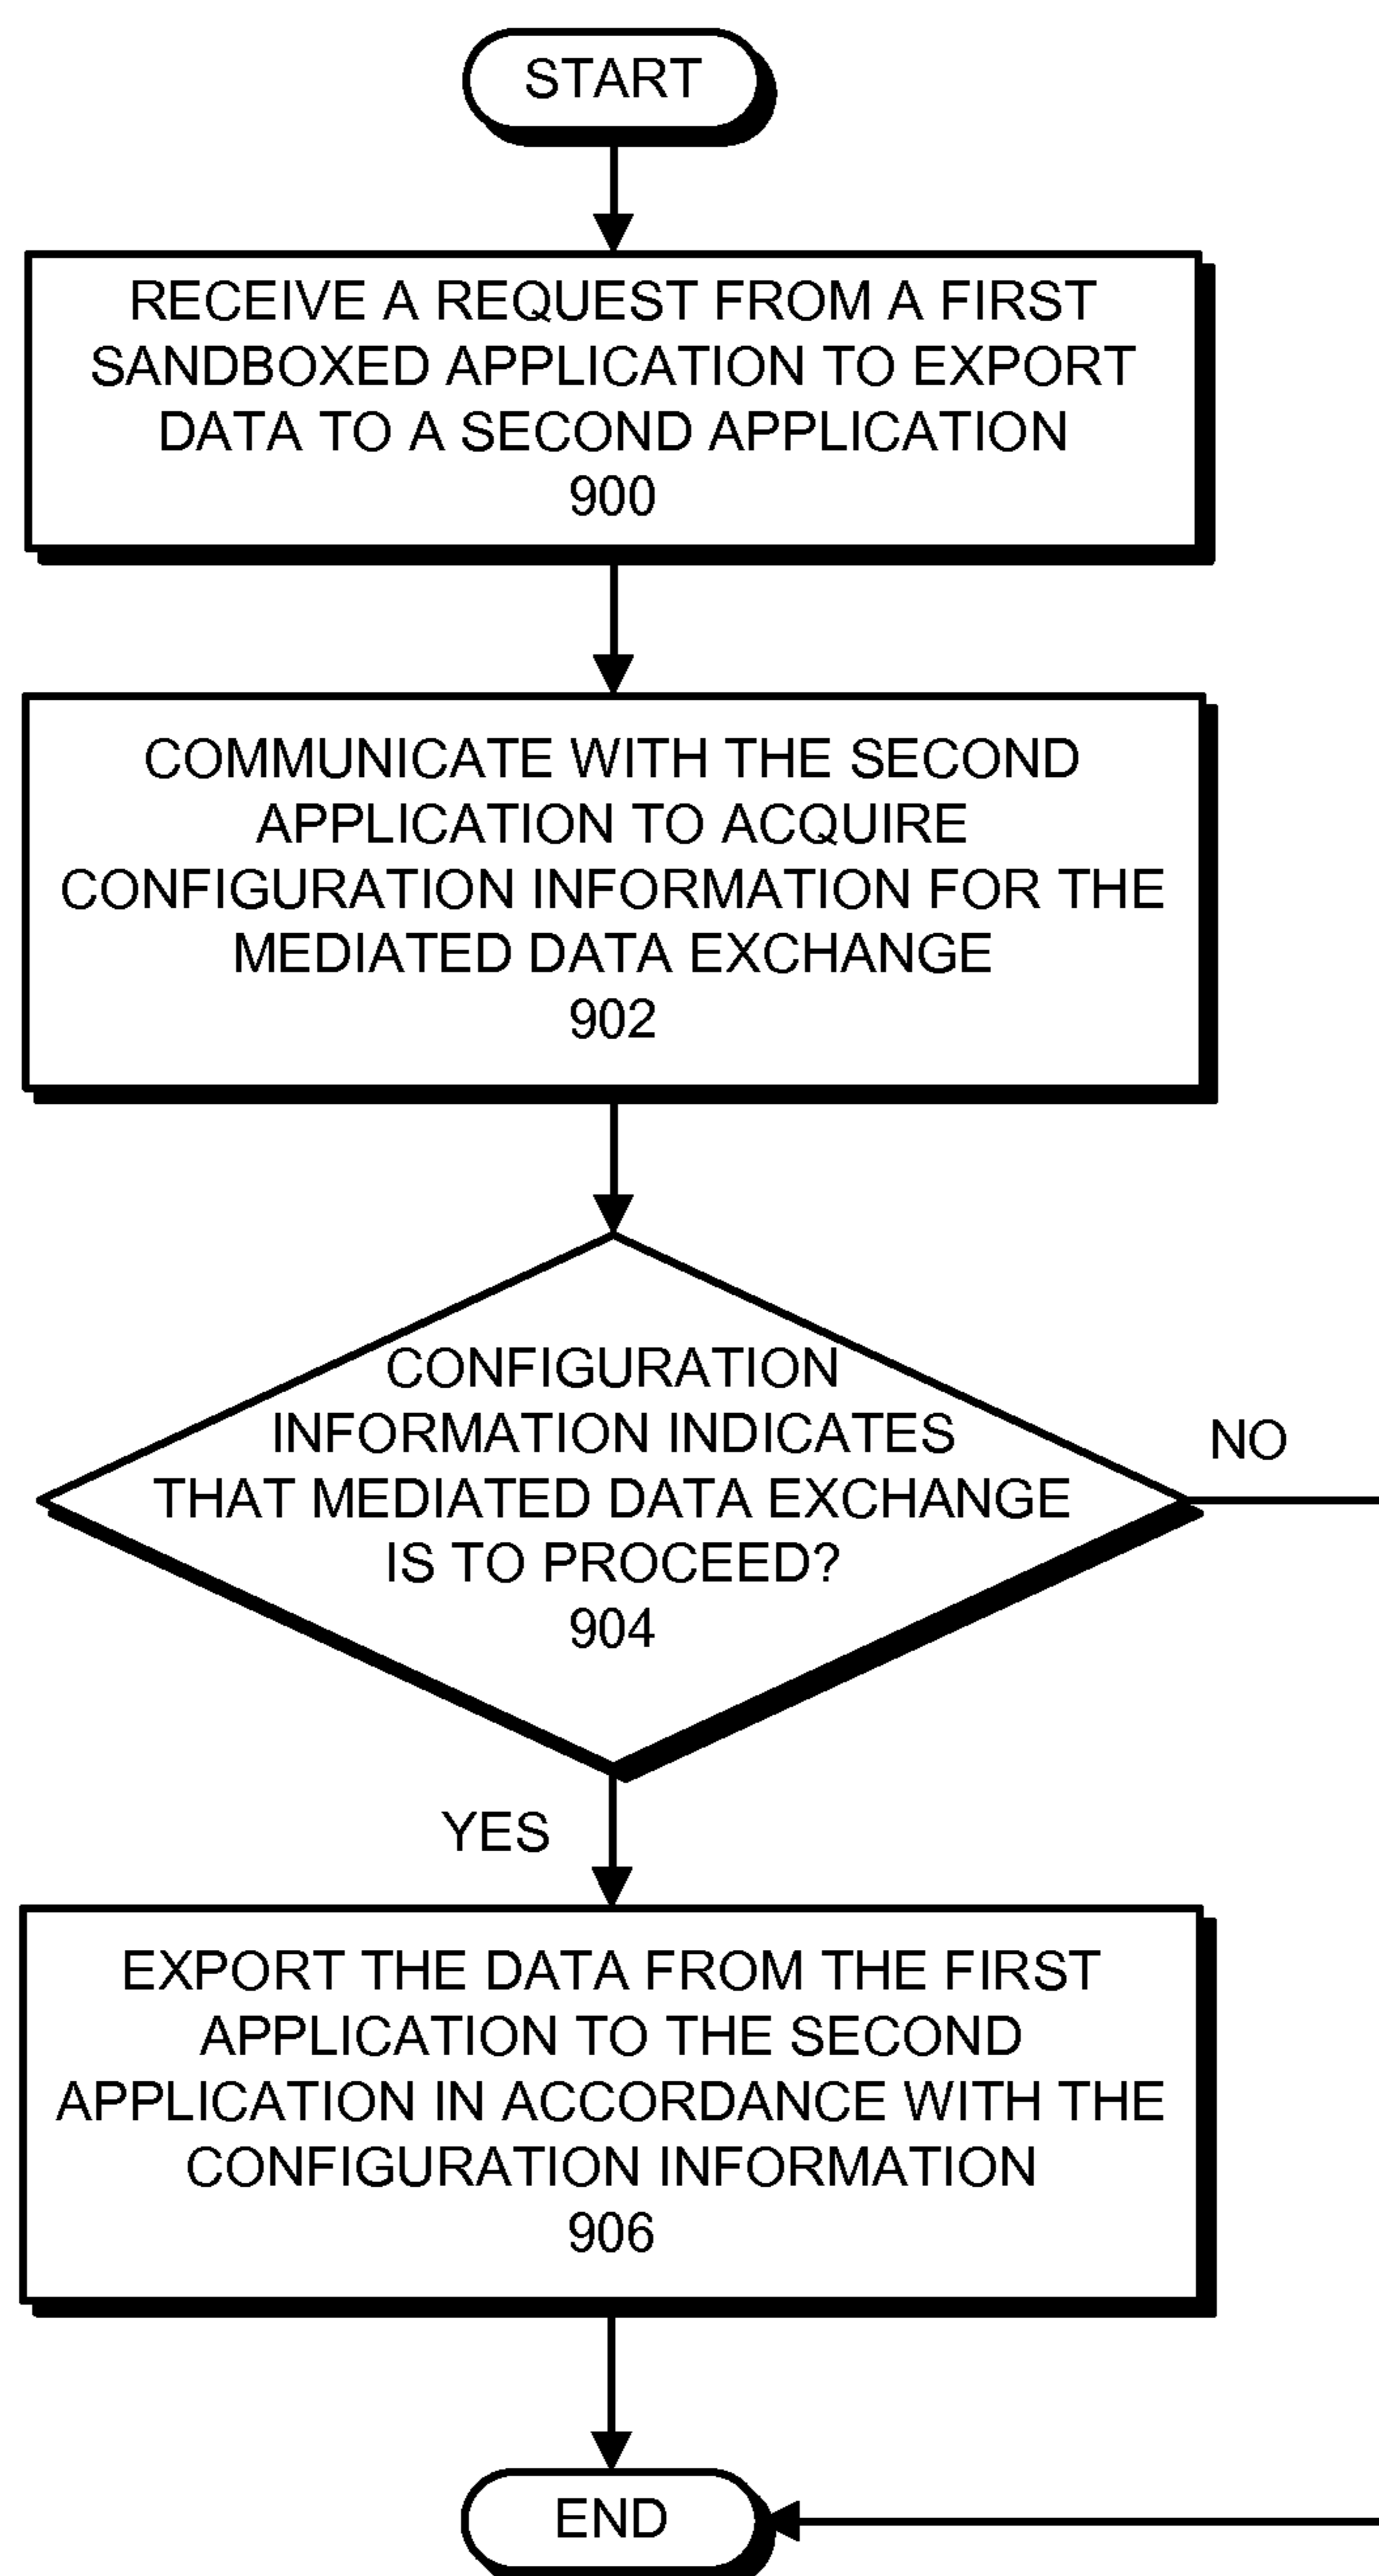 START
RECEIVE A REQUEST FROM A FIRST
SANDBOXED APPLICATION TO EXPORT
DATA TO A SECOND APPLICATION
900
COMMUNICATE WITH THE SECOND
APPLICATION TO ACQUIRE
CONFIGURATION INFORMATION FOR THE
MEDIATED DATA EXCHANGE
902
CONFIGURATION
INFORMATION INDICATES
THAT MEDIATED DATA EXCHANGE
IS TO PROCEED?
904
NO
YES
EXPORT THE DATA FROM THE FIRST
APPLICATION TO THE SECOND
APPLICATION IN ACCORDANCE WITH THE
CONFIGURATION INFORMATION
906
END